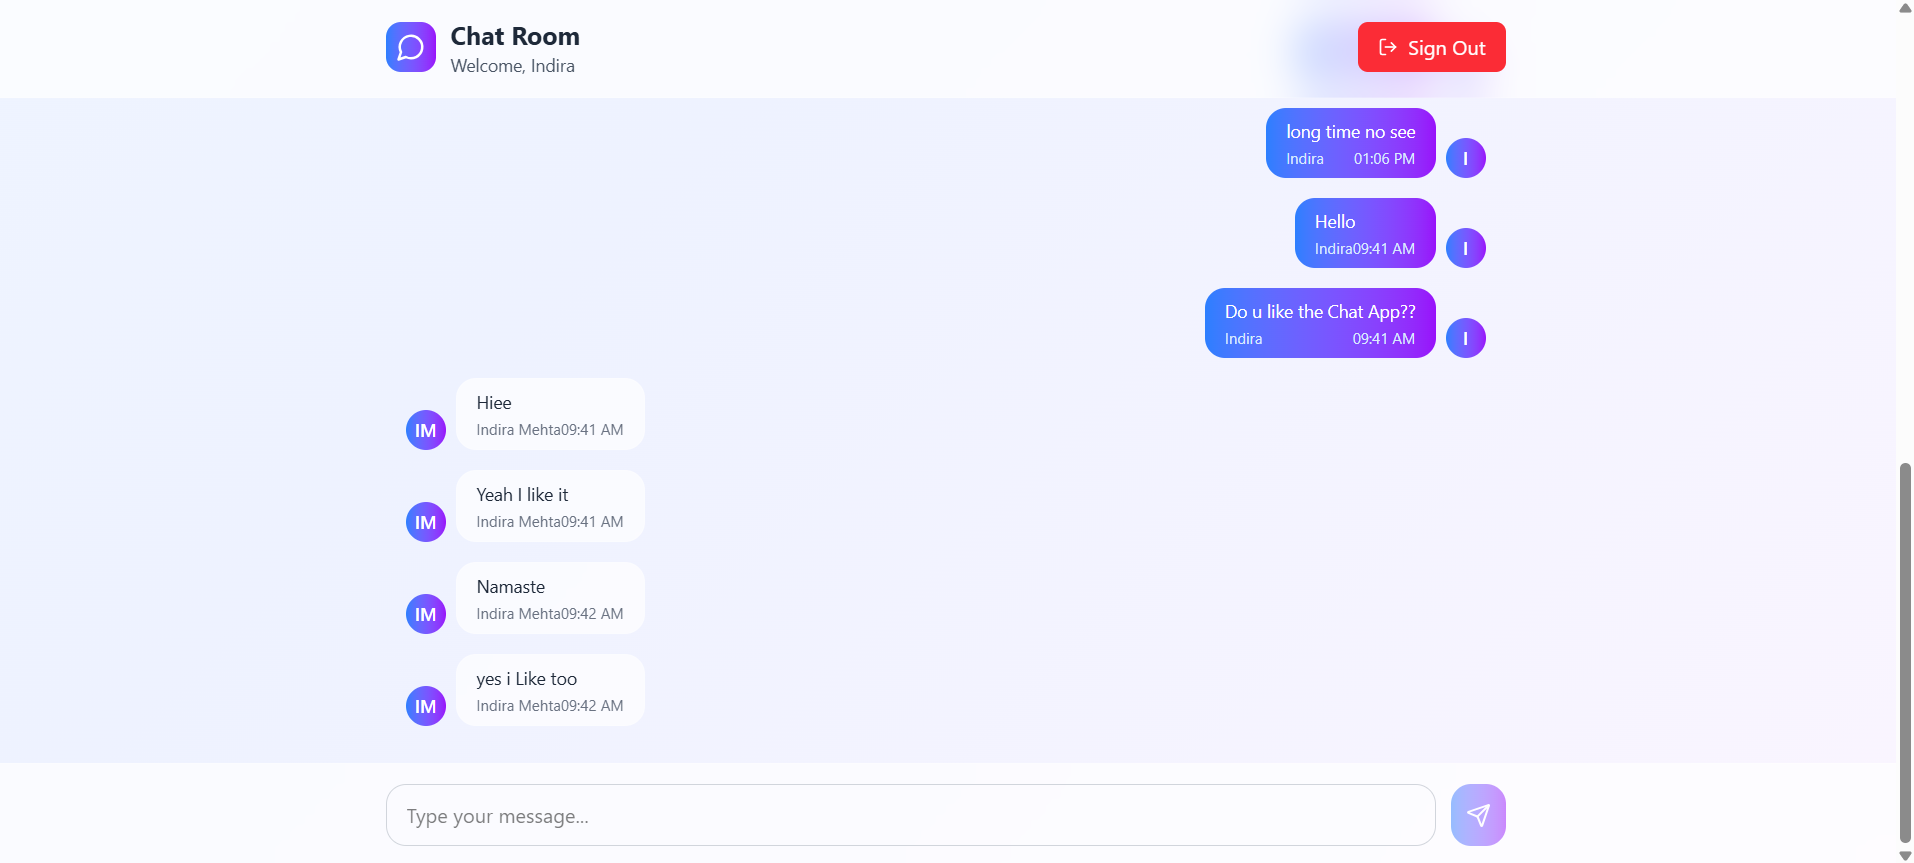 Chat Room
Welcome, Indira
Sign Out
long time no see
Indira 01:06 PM
I
Hello
Indira09:41 AM
I
Do u like the Chat App??
Indira 09:41 AM
I
Hiee
Indira Mehta09:41 AM
IM
Yeah I like it
Indira Mehta09:41 AM
IM
Namaste
Indira Mehta09:42 AM
IM
yes i Like too
Indira Mehta09:42 AM
IM
Type your message...